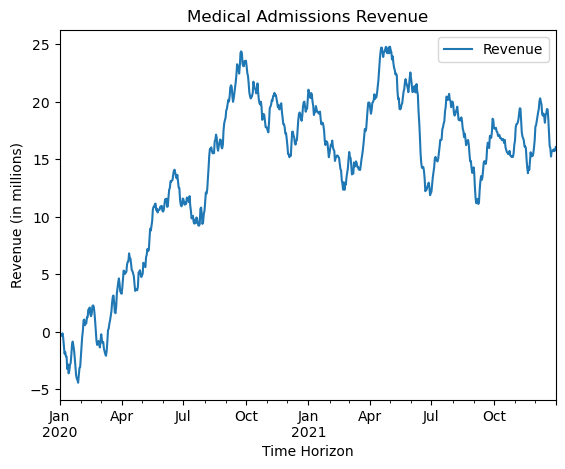 Medical Admissions Revenue
Revenue
Revenue (in millions)
25
20
15
10
5
0
−5
Jan Apr Jul Oct Jan Apr Jul Oct
2020 2021
Time Horizon